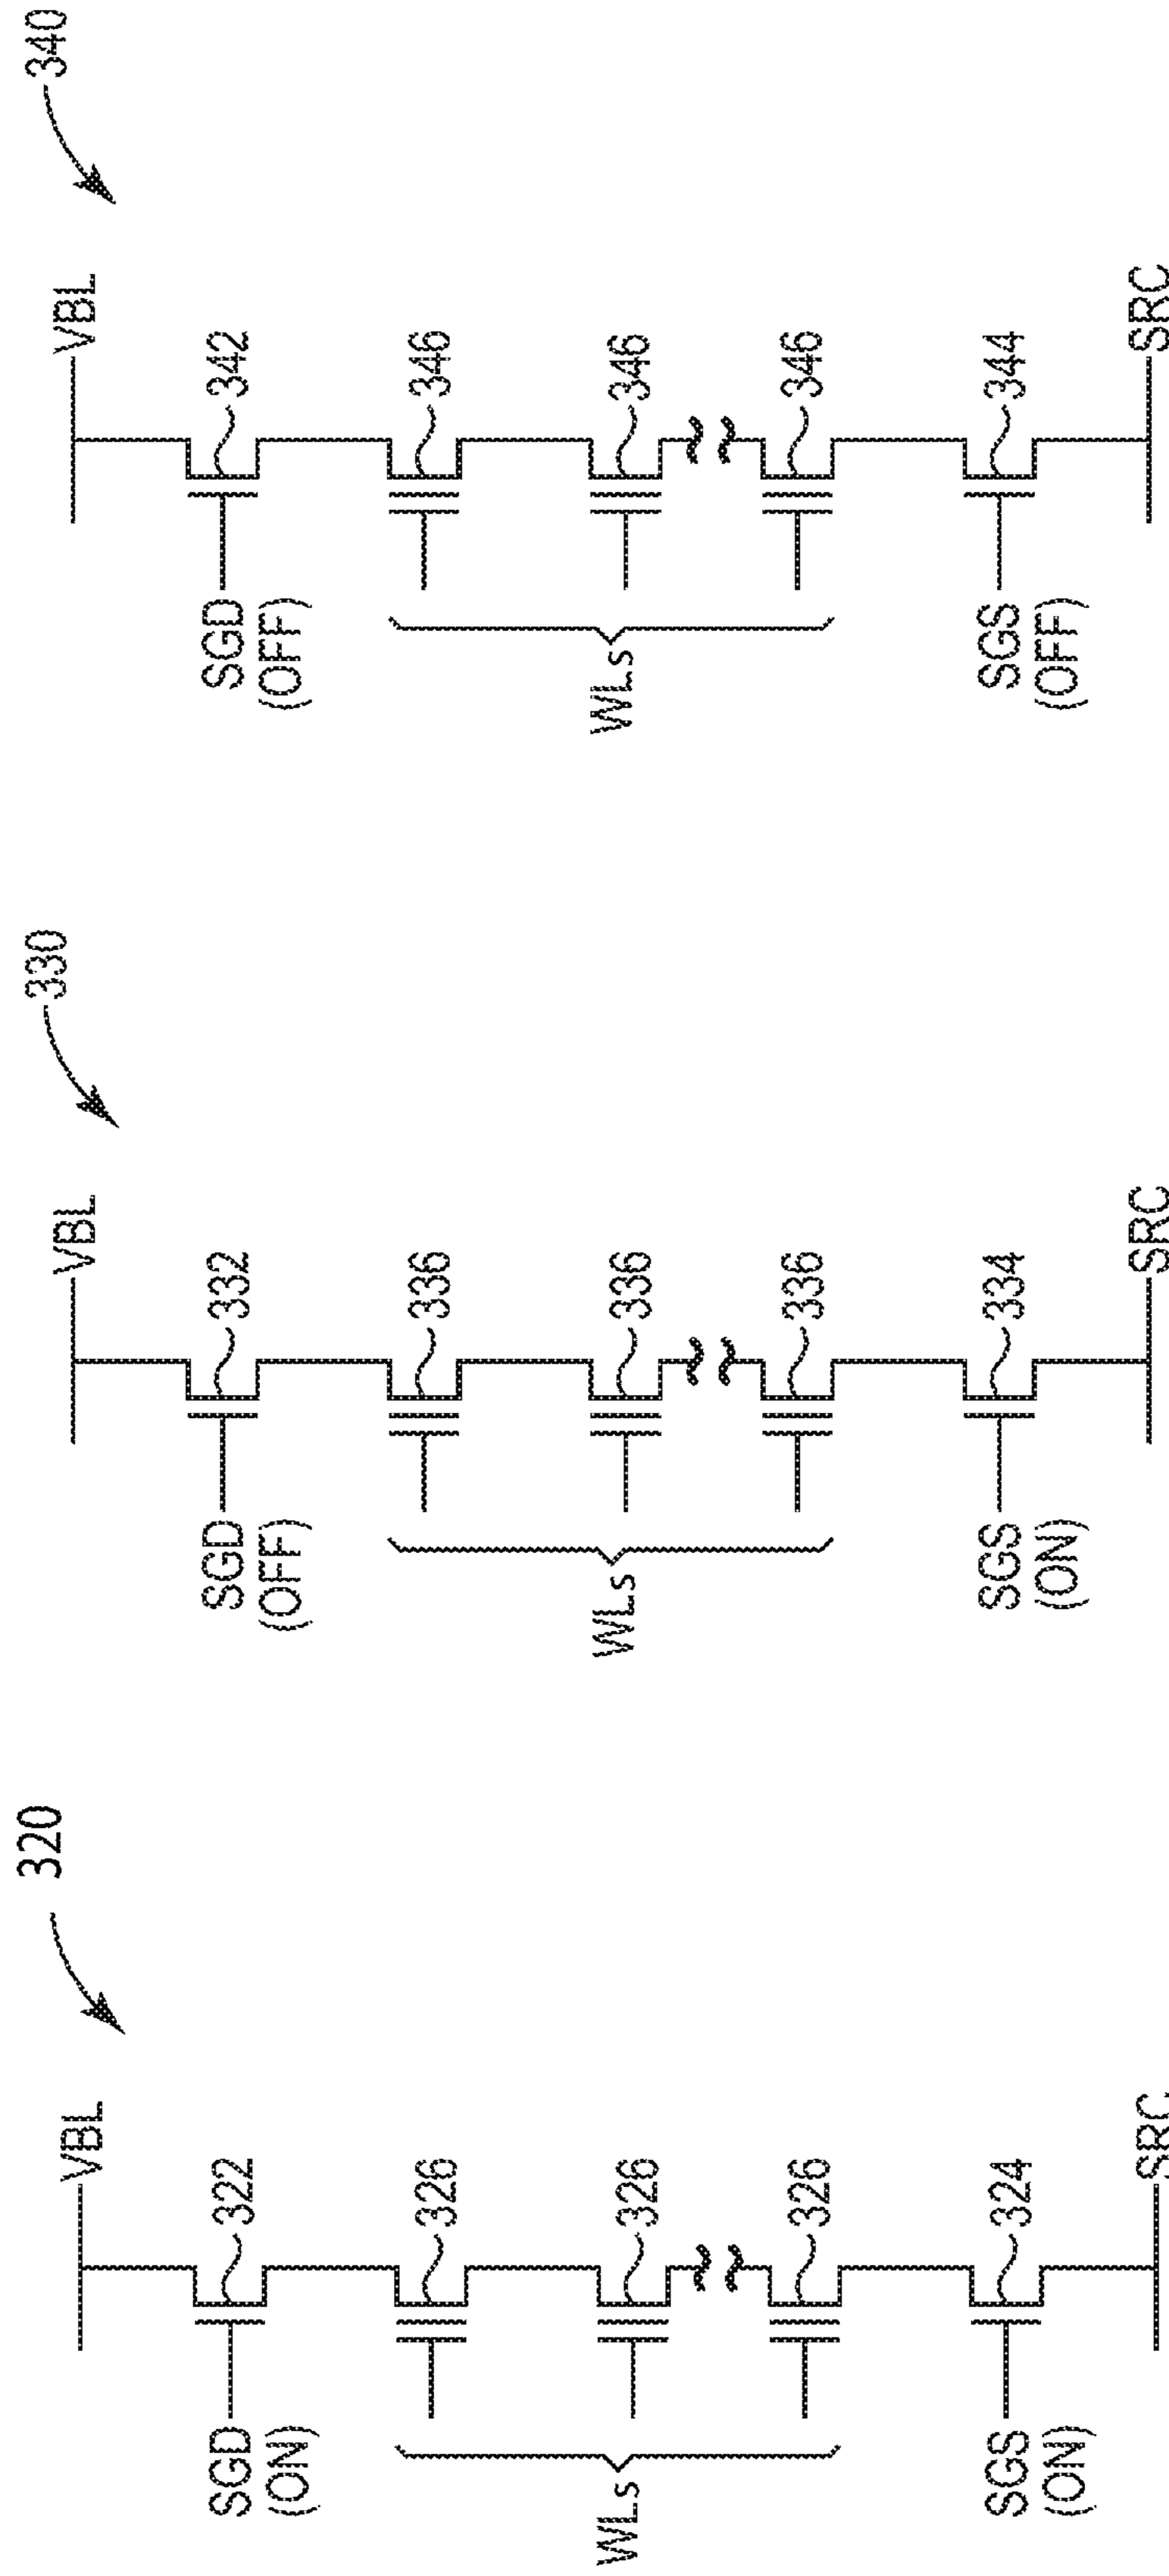 320
VBL
SGD
(ON)
322
326
WLs
326
326
SGS
(ON)
324
SRC
330
VBL
SGD
(OFF)
332
336
WLs
336
336
SGS
(ON)
334
SRC
340
VBL
SGD
(OFF)
342
346
WLs
346
346
SGS
(OFF)
344
SRC